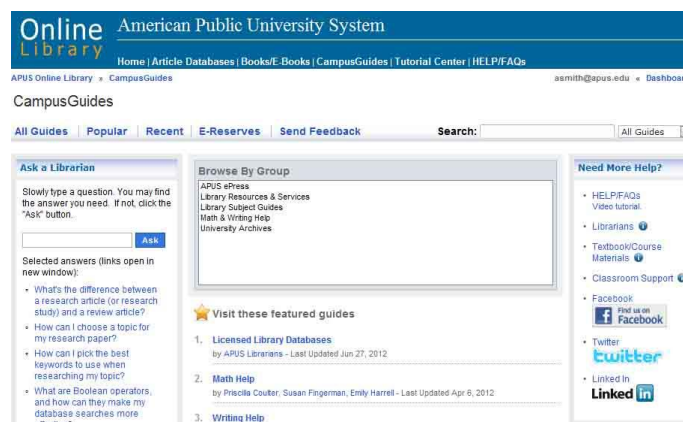 Online
Library
American Public University System
Home | Article Databases | Books/E-Books | CampusGuides | Tutorial Center | HELP/FAQs
APUS Online Library » CampusGuides
asmith@apus.edu «
CampusGuides
All Guides | Popular | Recent | E-Reserves | Send Feedback
Search:
All Guides
Ask a Librarian
Slowly type a question. You may find
the answer you need. If not, click the
"Ask" button.
Ask
Selected answers (links open in
new window):
What's the difference between
a research article (or research
study) and a review article?
How can I choose a topic for
my research paper?
How can I pick the best
keywords to use when
researching my topic?
What are Boolean operators,
and how can they make my
database searches more
Browse By Group
APUS ePress
Library Resources & Services
Library Subject Guides
Math & Writing Help
University Archives
Visit these featured guides
1. Licensed Library Databases
by APUS Librarians - Last Updated Jun 27, 2012
2. Math Help
by Priscilla Coulter, Susan Fingerman, Emily Harrell - Last Updated Apr 6, 2012
3. Writing Help
Need More Help?
HELP/FAQs
Video tutorial.
Librarians
Textbook/Course
Materials
Classroom Support
Facebook
Find us on
Facebook
Twitter
twitter
Linked In
Linked in